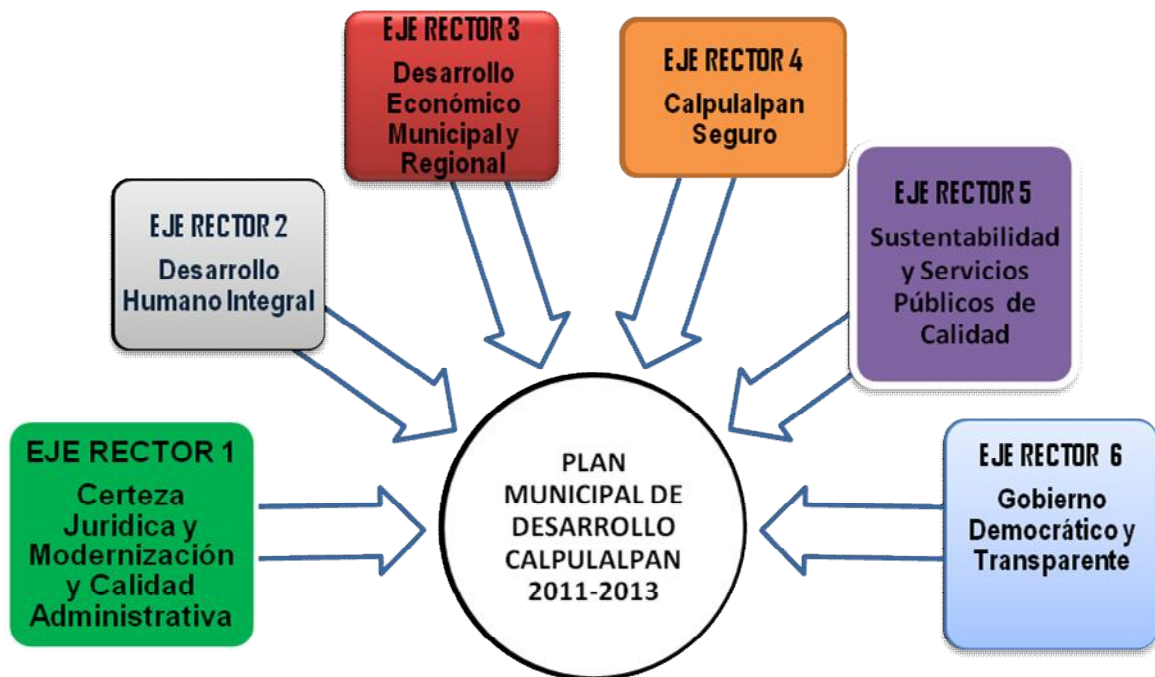 EJE RECTOR 1
Certeza
Juridica y
Modernización
y Calidad
Administrativa
EJE RECTOR 2
Desarrollo
Humano Integral
EJE RECTOR 3
Desarrollo
Económico
Municipal y
Regional
EJE RECTOR 4
Calpulalpan
Seguro
EJE RECTOR 5
Sustentabilidad
y Servicios
Públicos de
Calidad
EJE RECTOR 6
Gobierno
Democrático y
Transparente
PLAN
MUNICIPAL DE
DESARROLLO
CALPULALPAN
2011-2013